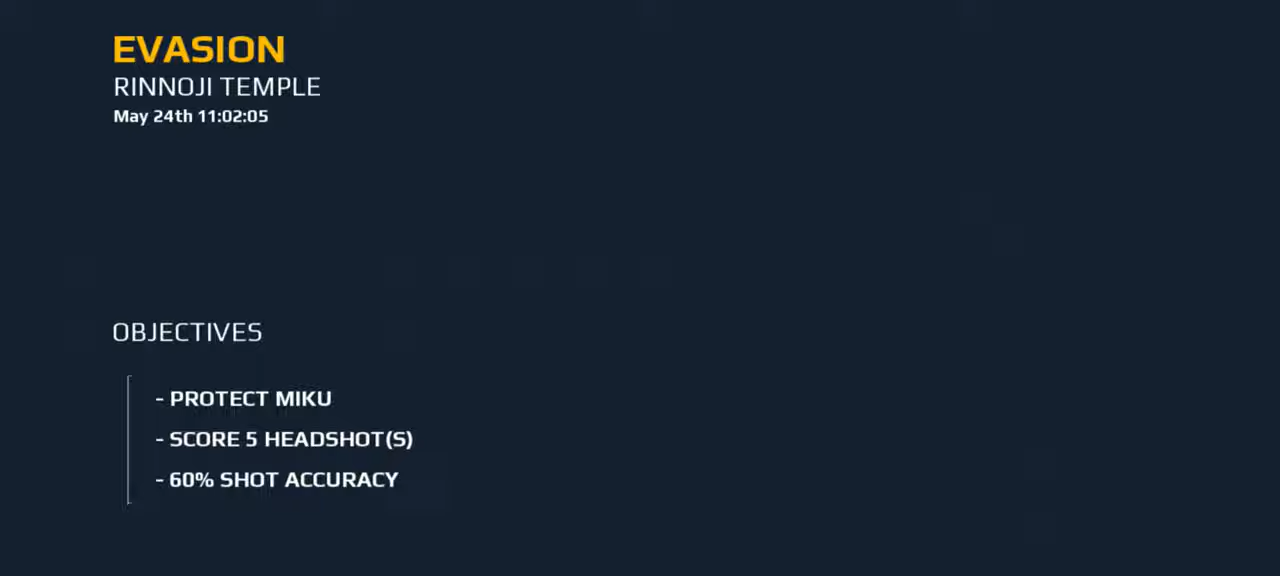 EVASION
RINNOJI TEMPLE
May 24th 11:02:05
OBJECTIVES
- PROTECT MIKU
- SCORE 5 HEADSHOT(S)
- 60% SHOT ACCURACY